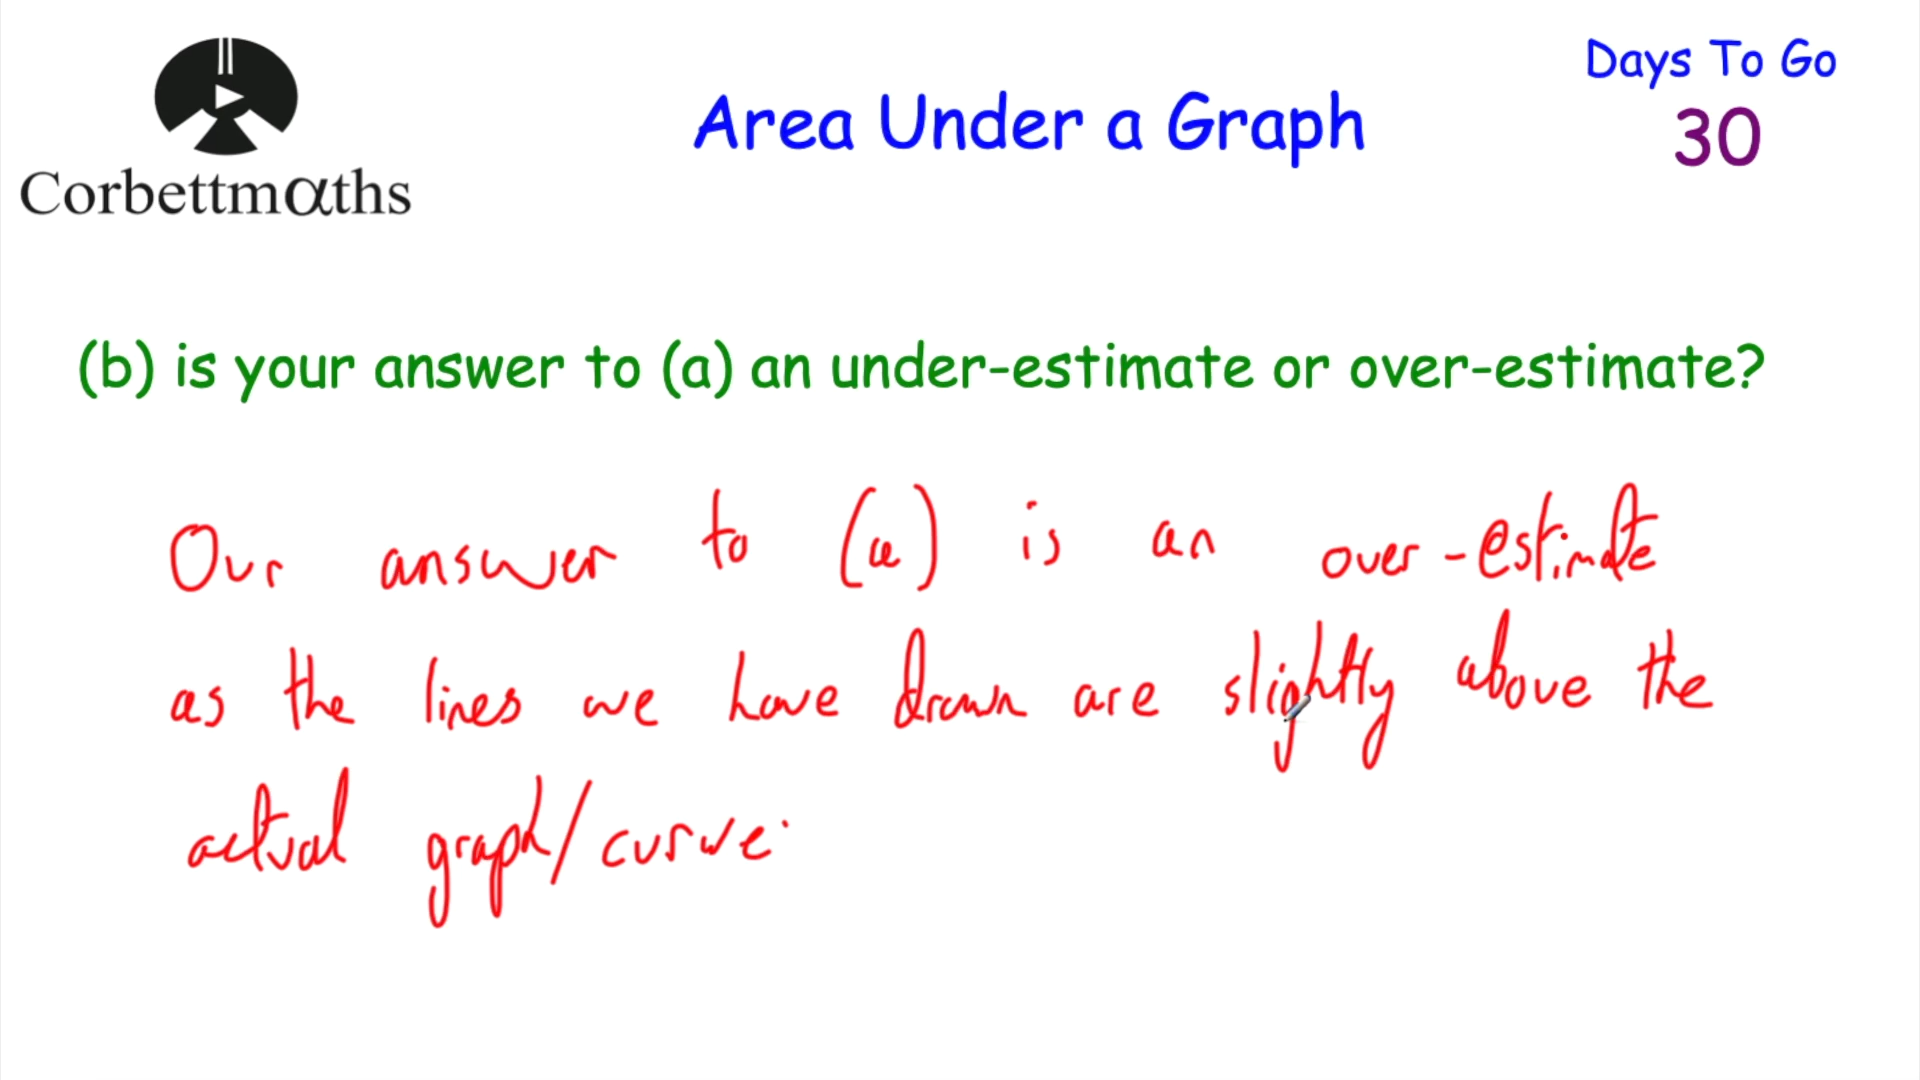 Corbettmαths
Area Under a Graph
Days To Go
30
(b) is your answer to (a) an under-estimate or over-estimate?
Our answer to (a) is an over-estimate
as the lines we have drawn are slightly above the
actual graph/curve.